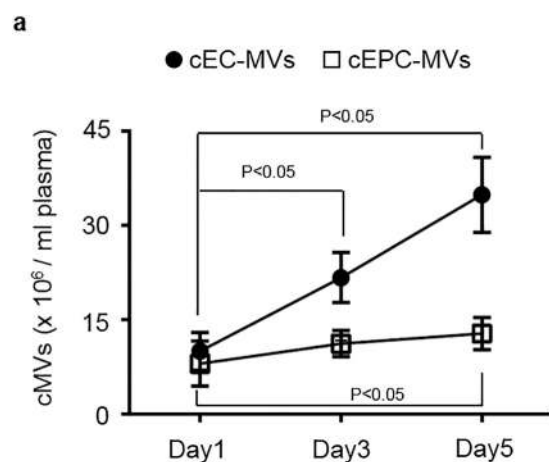 a
cEC-MVs cEPC-MVs
P<0.05
P<0.05
45
30
15
0
cMVs (x 10⁶ / ml plasma)
P<0.05
Day1 Day3 Day5